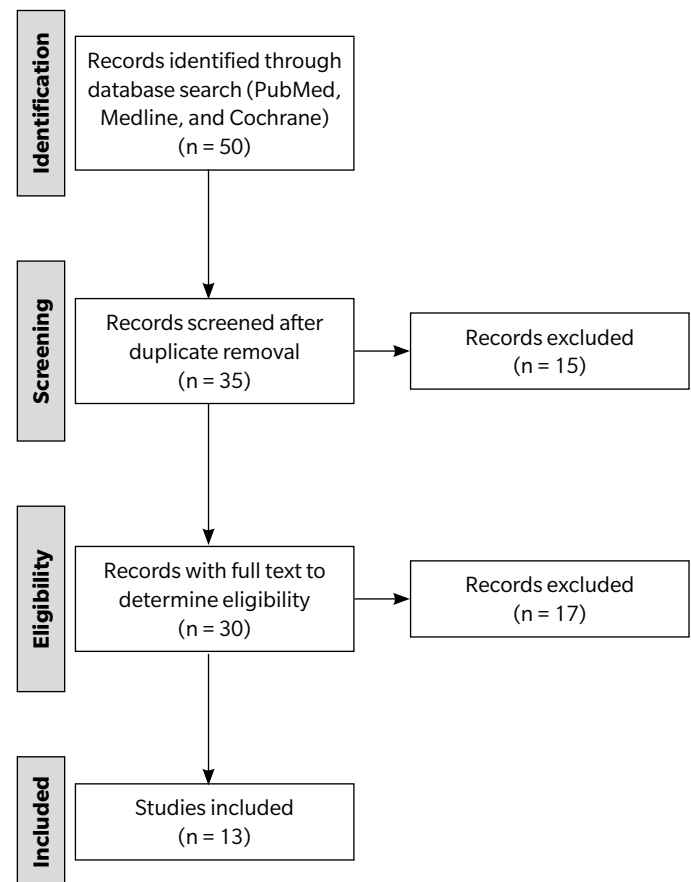 Identification
Records identified through
database search (PubMed,
Medline, and Cochrane)
(n = 50)
Screening
Records screened after
duplicate removal
(n = 35)
Records excluded
(n = 15)
Eligibility
Records with full text to
determine eligibility
(n = 30)
Records excluded
(n = 17)
Included
Studies included
(n = 13)